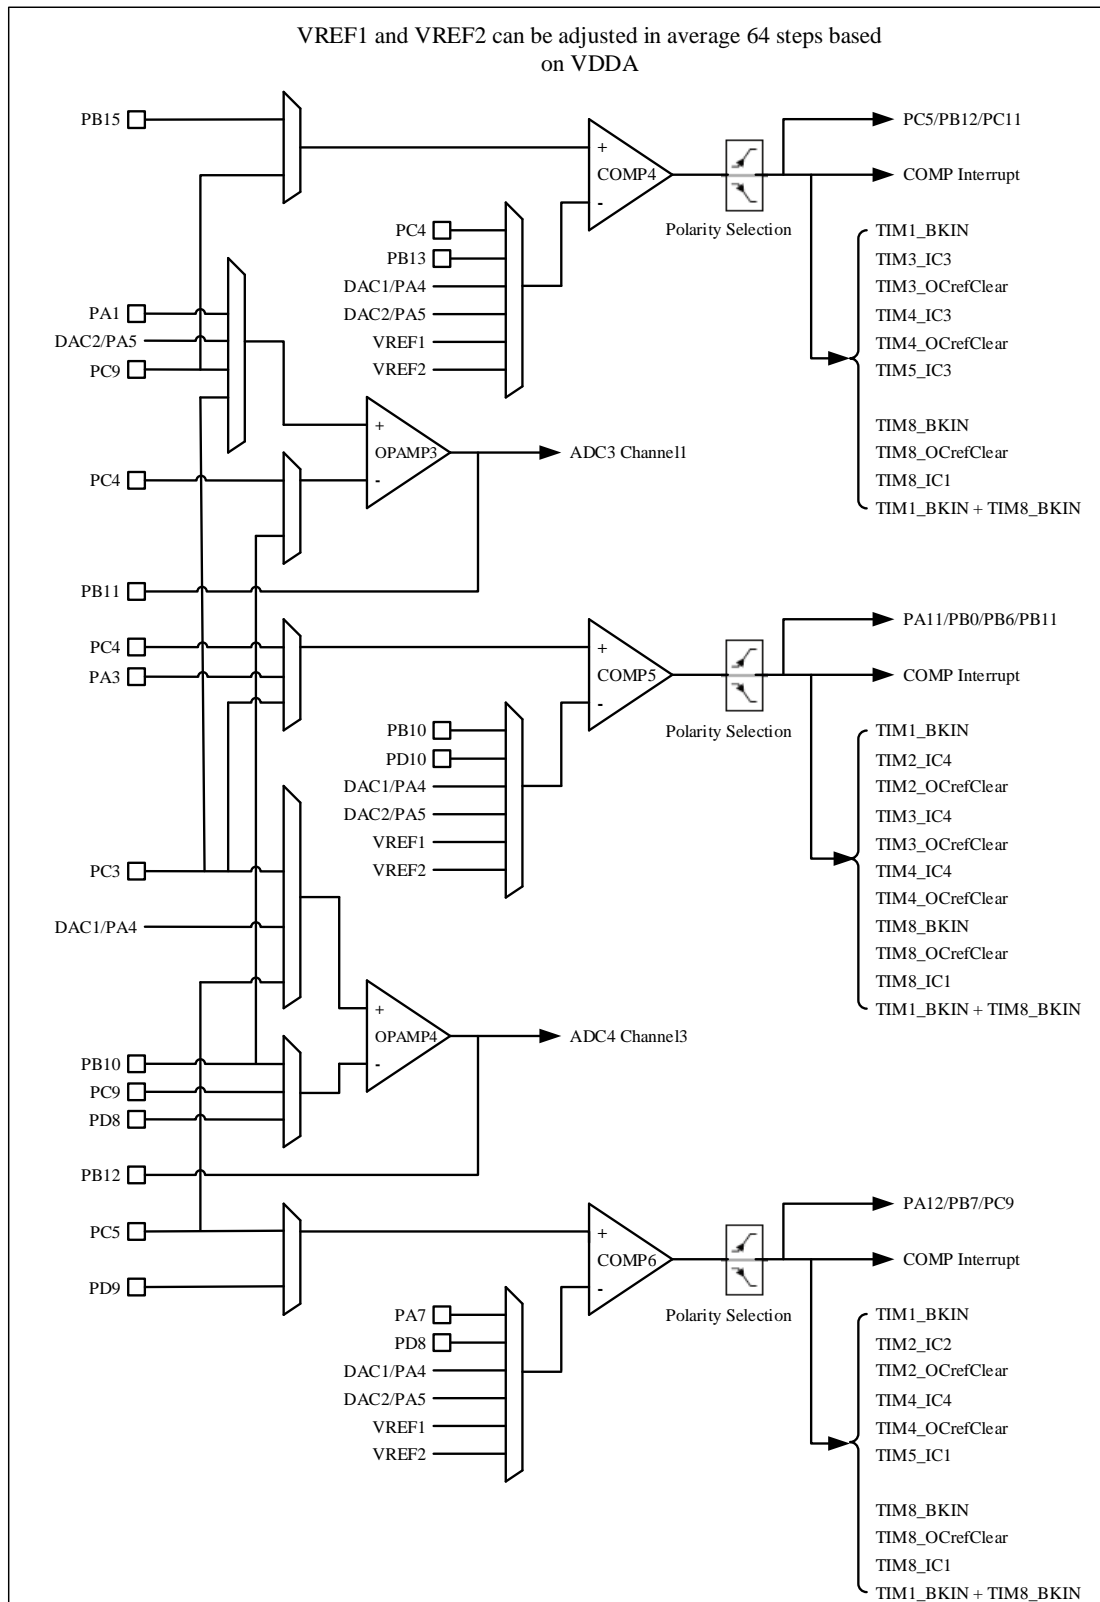 VREF1 and VREF2 can be adjusted in average 64 steps based
on VDDA
PB15
+
COMP4
-
Polarity Selection
PC5/PB12/PC11
COMP Interrupt
PC4
PB13
DAC1/PA4
DAC2/PA5
VREF1
VREF2
TIM1_BKIN
TIM3_IC3
TIM3_OCrefClear
TIM4_IC3
TIM4_OCrefClear
TIM5_IC3
TIM8_BKIN
TIM8_OCrefClear
TIM8_IC1
TIM1_BKIN + TIM8_BKIN
PA1
DAC2/PA5
PC9
+
OPAMP3
-
ADC3 Channel1
PC4
PB11
PC4
PA3
+
COMP5
-
Polarity Selection
PA11/PB0/PB6/PB11
COMP Interrupt
PB10
PD10
DAC1/PA4
DAC2/PA5
VREF1
VREF2
TIM1_BKIN
TIM2_IC4
TIM2_OCrefClear
TIM3_IC4
TIM3_OCrefClear
TIM4_IC4
TIM4_OCrefClear
TIM8_BKIN
TIM8_OCrefClear
TIM8_IC1
TIM1_BKIN + TIM8_BKIN
PC3
DAC1/PA4
+
OPAMP4
-
ADC4 Channel3
PB10
PC9
PD8
PB12
PC5
PD9
+
COMP6
-
Polarity Selection
PA12/PB7/PC9
COMP Interrupt
PA7
PD8
DAC1/PA4
DAC2/PA5
VREF1
VREF2
TIM1_BKIN
TIM2_IC2
TIM2_OCrefClear
TIM4_IC4
TIM4_OCrefClear
TIM5_IC1
TIM8_BKIN
TIM8_OCrefClear
TIM8_IC1
TIM1_BKIN + TIM8_BKIN